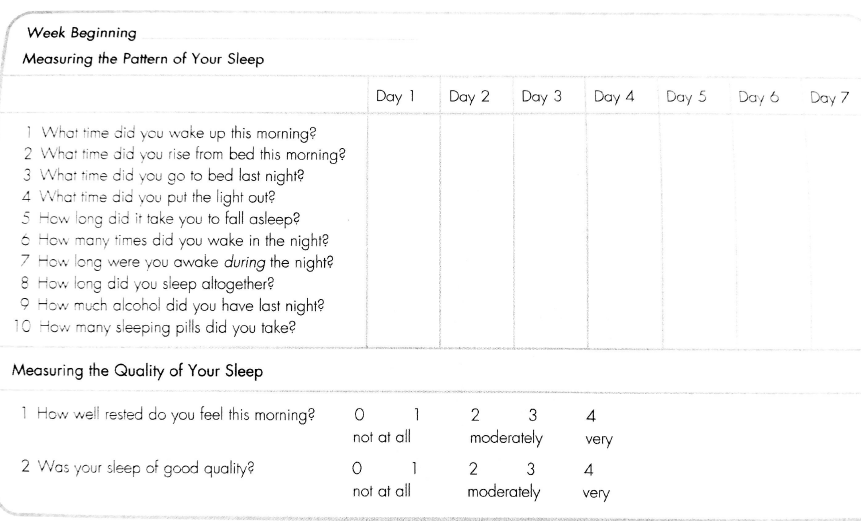 Week Beginning
Measuring the Pattern of Your Sleep
Day 1 Day 2 Day 3 Day 4 Day 5 Day 6 Day 7
1 What time did you wake up this morning?
2 What time did you rise from bed this morning?
3 What time did you go to bed last night?
4 What time did you put the light out?
5 How long did it take you to fall asleep?
6 How many times did you wake in the night?
7 How long were you awake during the night?
8 How long did you sleep altogether?
9 How much alcohol did you have last night?
10 How many sleeping pills did you take?
Measuring the Quality of Your Sleep
1 How well rested do you feel this morning? 0 1 2 3 4
not at all moderately very
2 Was your sleep of good quality? 0 1 2 3 4
not at all moderately very